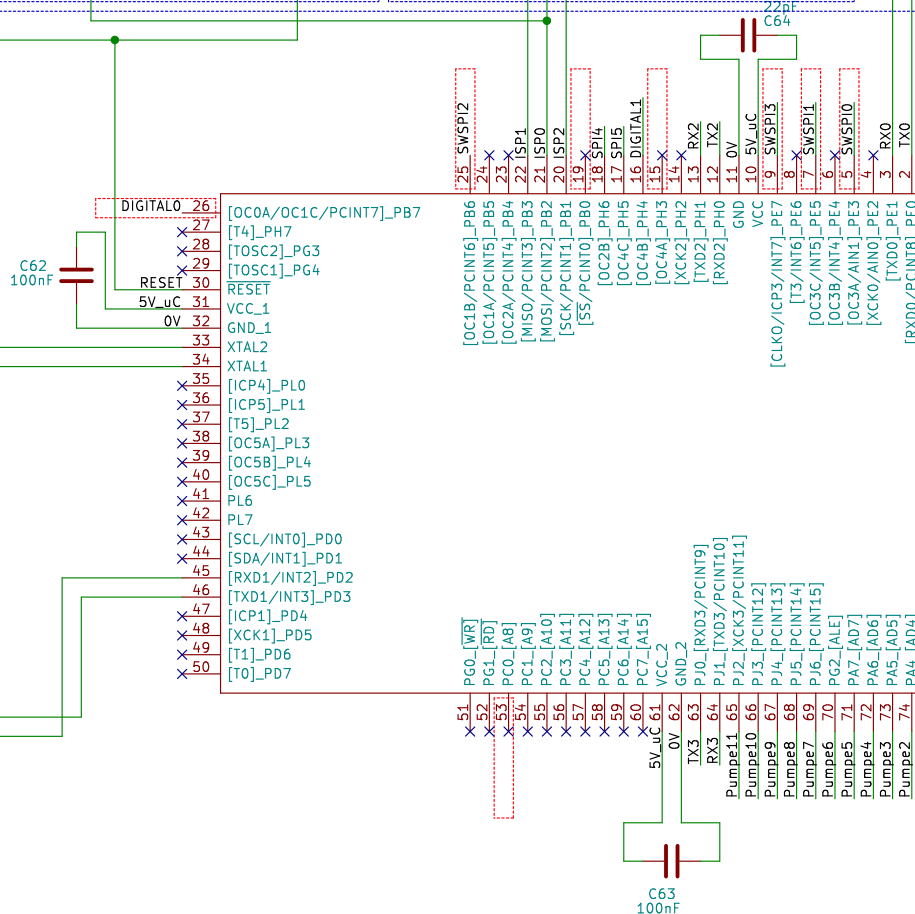 22pF
C64
SWSPI2
ISP1
ISP0
ISP2
SPI4
SPI5
DIGITAL1
RX2
TX2
0V
5V_uC
SWSPI3
SWSPI1
SWSPI0
RX0
TX0
25
24
23
22
21
20
19
18
17
16
15
14
13
12
11
10
9
8
7
6
5
4
3
2
[OC1B/PCINT6]_PB6
[OC1A/PCINT5]_PB5
[OC2A/PCINT4]_PB4
[MISO/PCINT3]_PB3
[MOSI/PCINT2]_PB2
[SCK/PCINT1]_PB1
[SS/PCINT0]_PB0
[OC2B]_PH6
[OC4C]_PH5
[OC4B]_PH4
[OC4A]_PH3
[XCK2]_PH2
[TXD2]_PH1
[RXD2]_PH0
GND
VCC
[CLKO/ICP3/INT7]_PE7
[T3/INT6]_PE6
[OC3C/INT5]_PE5
[OC3B/INT4]_PE4
[OC3A/AIN1]_PE3
[XCK0/AIN0]_PE2
[TXD0]_PE1
DIGITAL0 26 [OC0A/OC1C/PCINT7]_PB7
27 [T4]_PH7
28 [TOSC2]_PG3
29 [TOSC1]_PG4
RESET 30 RESET
5V_uC 31 VCC_1
0V 32 GND_1
C62
100nF
33 XTAL2
34 XTAL1
35 [ICP4]_PL0
36 [ICP5]_PL1
37 [T5]_PL2
38 [OC5A]_PL3
39 [OC5B]_PL4
40 [OC5C]_PL5
41 PL6
42 PL7
43 [SCL/INT0]_PD0
44 [SDA/INT1]_PD1
45 [RXD1/INT2]_PD2
46 [TXD1/INT3]_PD3
47 [ICP1]_PD4
48 [XCK1]_PD5
49 [T1]_PD6
50 [T0]_PD7
PG0_[WR]
PG1_[RD]
PC0_[A8]
PC1_[A9]
PC2_[A10]
PC3_[A11]
PC4_[A12]
PC5_[A13]
PC6_[A14]
PC7_[A15]
VCC_2
GND_2
PJ0_[RXD3/PCINT9]
PJ1_[TXD3/PCINT10]
PJ2_[XCK3/PCINT11]
PJ3_[PCINT12]
PJ4_[PCINT13]
PJ5_[PCINT14]
PJ6_[PCINT15]
PG2_[ALE]
PA7_[AD7]
PA6_[AD6]
PA5_[AD5]
PA4_[AD4]
51
52
53
54
55
56
57
58
59
60
61
62
63
64
65
66
67
68
69
70
71
72
73
74
5V_uC
0V
TX3
RX3
Pumpe11
Pumpe10
Pumpe9
Pumpe8
Pumpe7
Pumpe6
Pumpe5
Pumpe4
Pumpe3
Pumpe2
C63
100nF